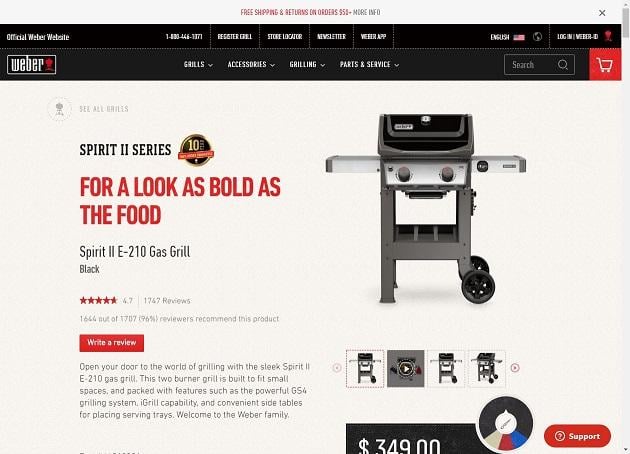 FREE SHIPPING & RETURNS ON ORDERS $50+ MORE INFO
Official Weber Website
1-800-446-1071
REGISTER GRILL
STORE LOCATOR
NEWSLETTER
WEBER APP
ENGLISH
LOG IN | WEBER-ID
weber
GRILLS
ACCESSORIES
GRILLING
PARTS & SERVICE
Search
SEE ALL GRILLS
SPIRIT II SERIES
10
FOR A LOOK AS BOLD AS
THE FOOD
Spirit II E-210 Gas Grill
Black
4.7
1747 Reviews
1644 out of 1707 (96%) reviewers recommend this product
Write a review
Open your door to the world of grilling with the sleek Spirit II
E-210 gas grill. This two burner grill is built to fit small
spaces, and packed with features such as the powerful GS4
grilling system, iGrill capability, and convenient side tables
for placing serving trays. Welcome to the Weber family.
$ 349.00
Support